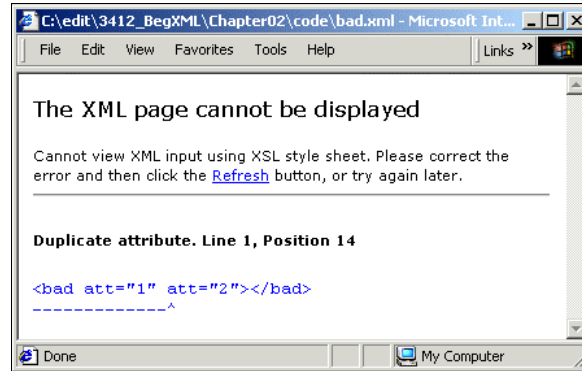 C:\edit\3412_BegXML\Chapter02\code\bad.xml - Microsoft Int...
File Edit View Favorites Tools Help Links »
The XML page cannot be displayed
Cannot view XML input using XSL style sheet. Please correct the
error and then click the Refresh button, or try again later.
Duplicate attribute. Line 1, Position 14
<bad att="1" att="2"></bad>
-------------^
Done My Computer